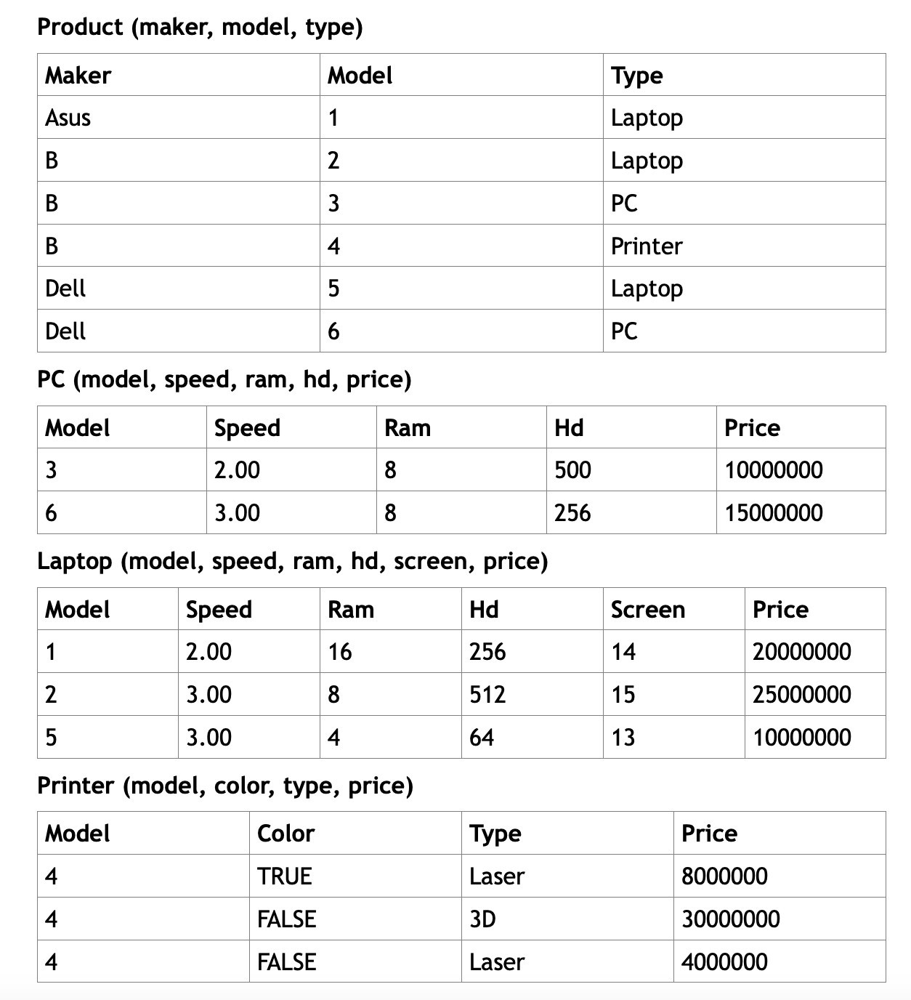 Product (maker, model, type)
Maker Model Type
Asus 1 Laptop
B 2 Laptop
B 3 PC
B 4 Printer
Dell 5 Laptop
Dell 6 PC
PC (model, speed, ram, hd, price)
Model Speed Ram Hd Price
3 2.00 8 500 10000000
6 3.00 8 256 15000000
Laptop (model, speed, ram, hd, screen, price)
Model Speed Ram Hd Screen Price
1 2.00 16 256 14 20000000
2 3.00 8 512 15 25000000
5 3.00 4 64 13 10000000
Printer (model, color, type, price)
Model Color Type Price
4 TRUE Laser 8000000
4 FALSE 3D 30000000
4 FALSE Laser 4000000